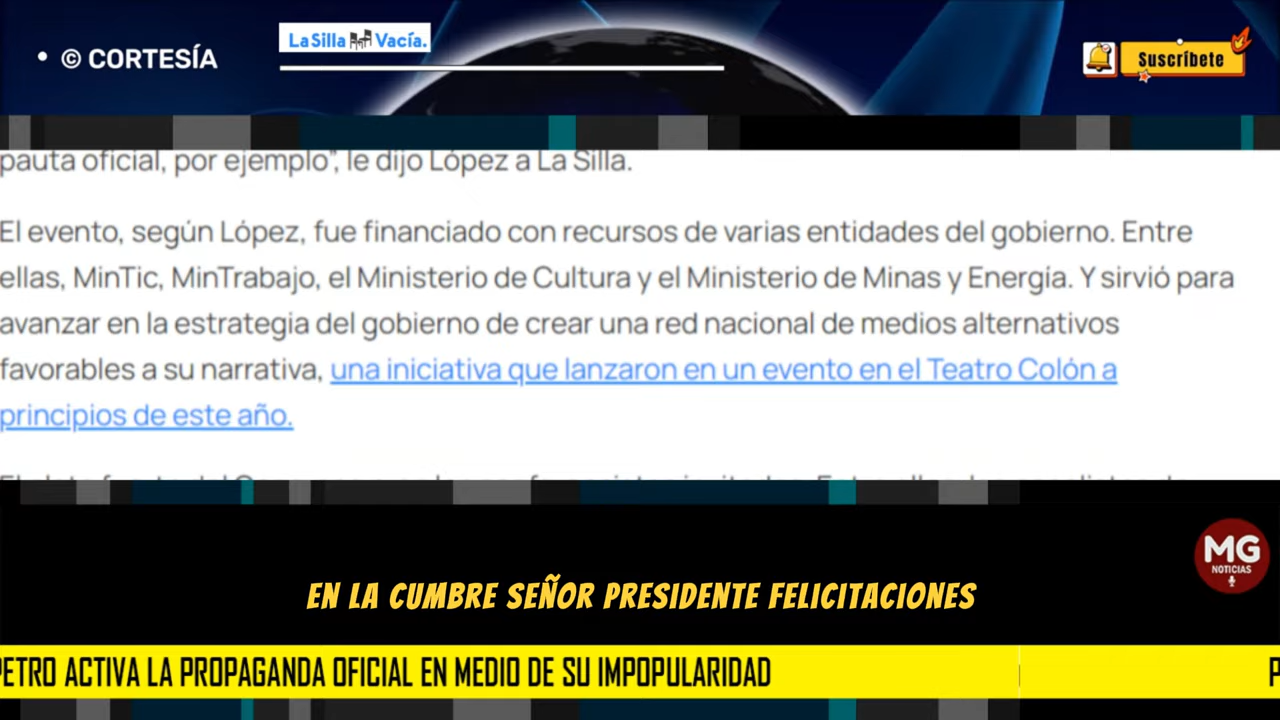 © CORTESÍA
La Silla Vacía.
Suscríbete
pauta oficial, por ejemplo”, le dijo López a La Silla.
El evento, según López, fue financiado con recursos de varias entidades del gobierno. Entre
ellas, MinTic, MinTrabajo, el Ministerio de Cultura y el Ministerio de Minas y Energía. Y sirvió para
avanzar en la estrategia del gobierno de crear una red nacional de medios alternativos
favorables a su narrativa, una iniciativa que lanzaron en un evento en el Teatro Colón a
principios de este año.
MG
NOTICIAS
EN LA CUMBRE SEÑOR PRESIDENTE FELICITACIONES
PETRO ACTIVA LA PROPAGANDA OFICIAL EN MEDIO DE SU IMPOPULARIDAD P